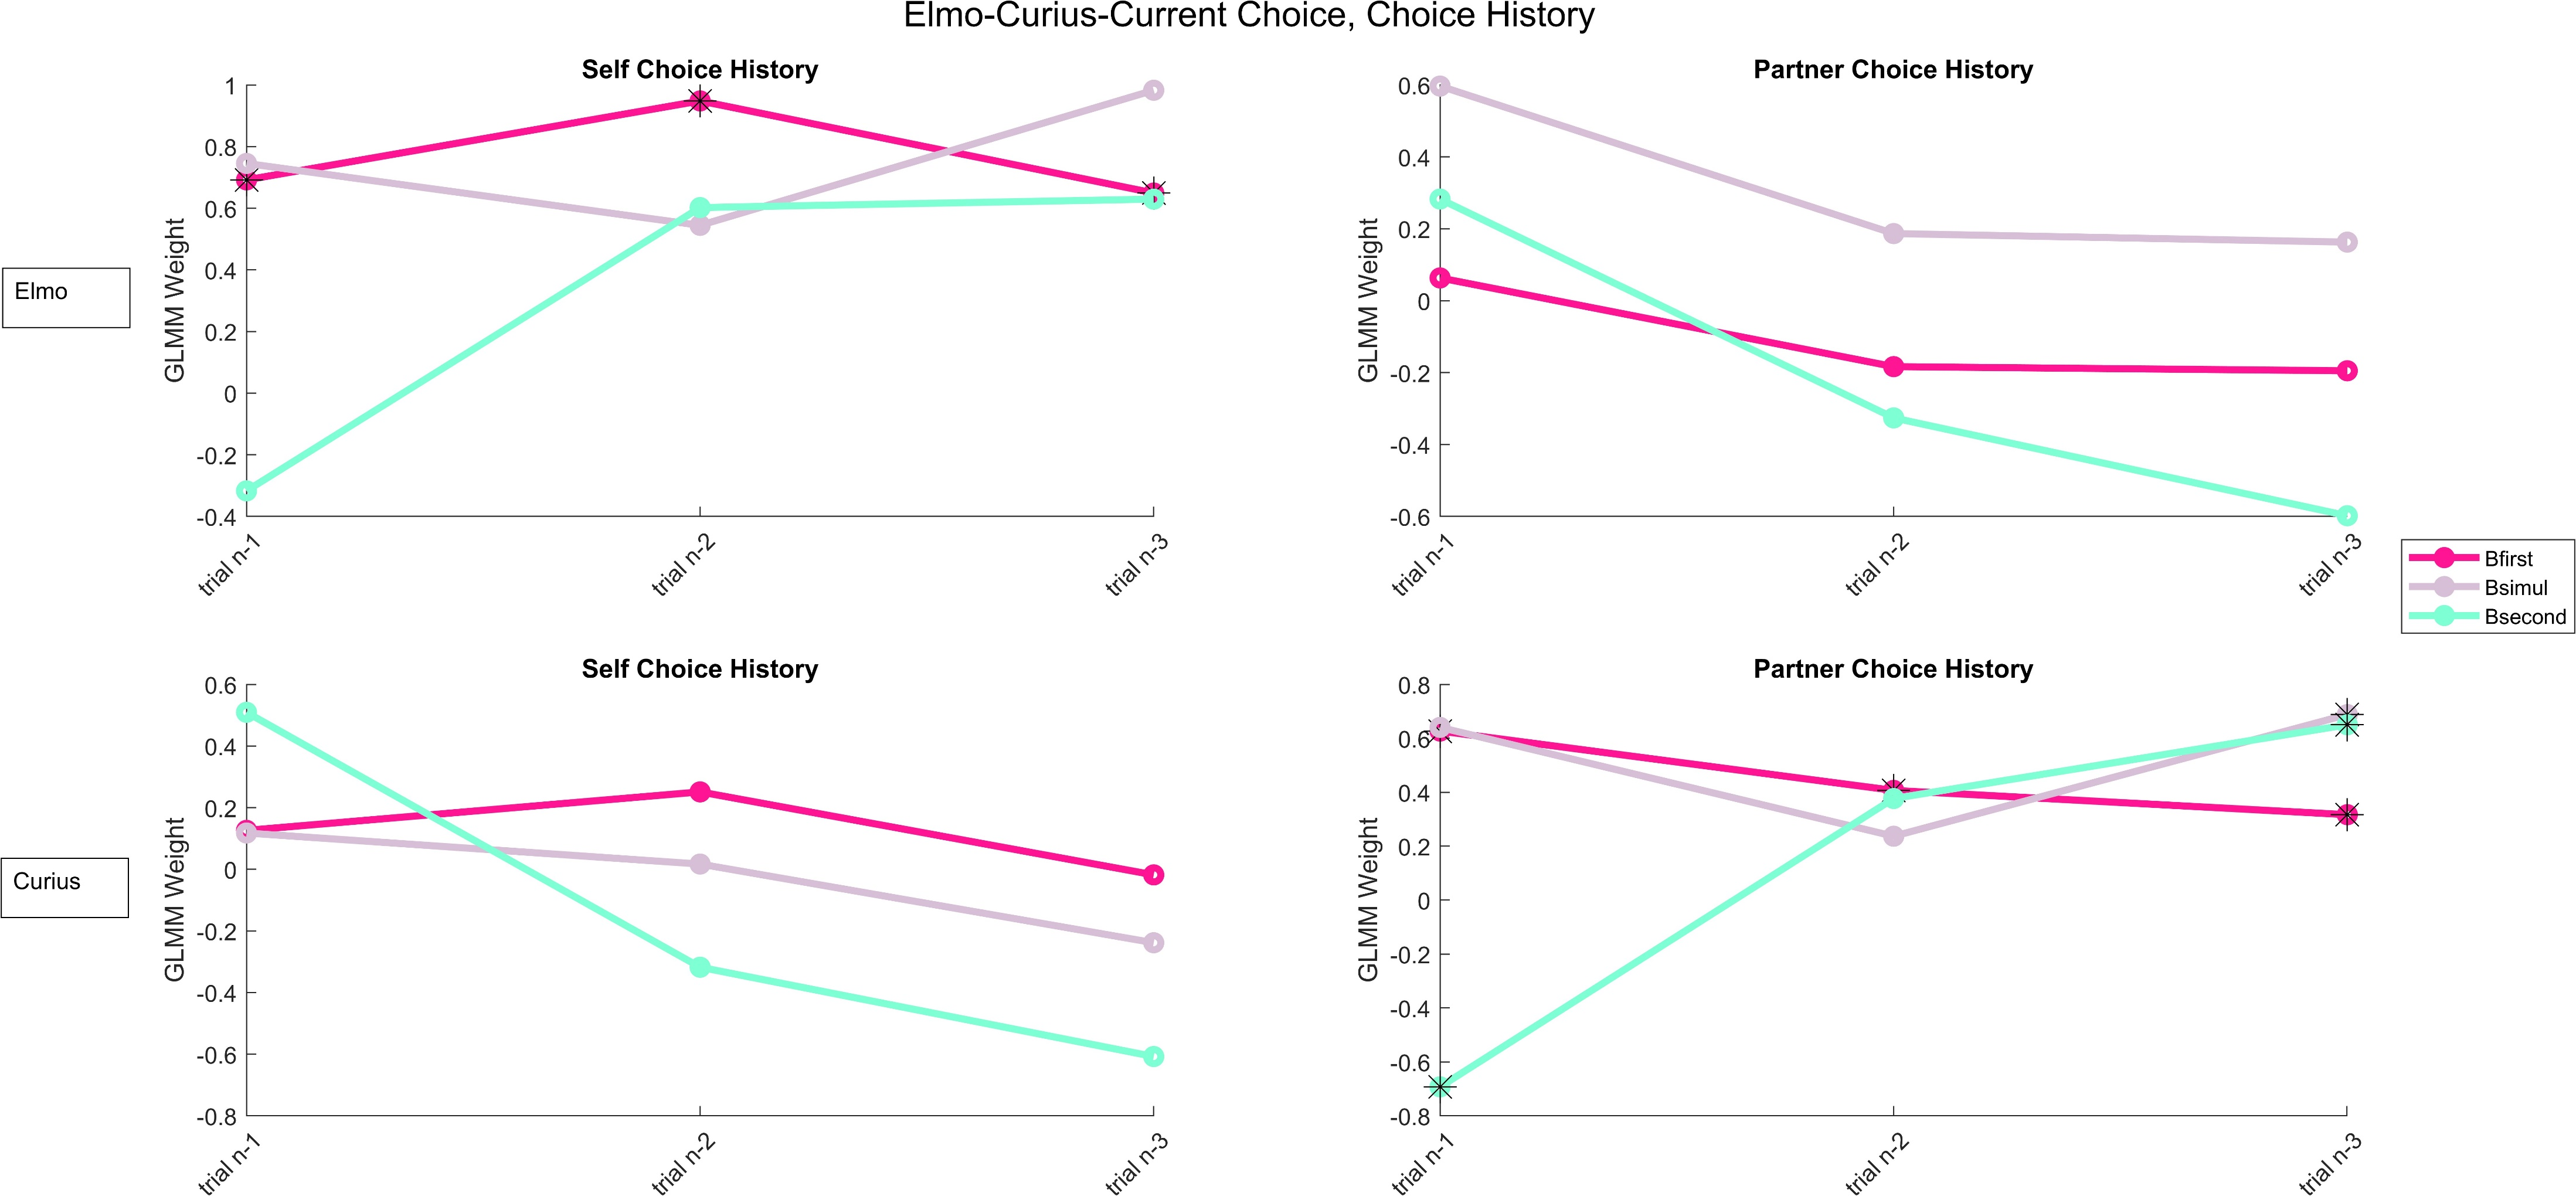 Elmo-Curius-Current Choice, Choice History
Self Choice History
1
0.8
0.6
0.4
0.2
0
-0.2
-0.4
GLMM Weight
trial n-1
trial n-2
trial n-3
Elmo
Partner Choice History
0.6
0.4
0.2
0
-0.2
-0.4
-0.6
GLMM Weight
trial n-1
trial n-2
trial n-3
Bfirst
Bsimul
Bsecond
Self Choice History
0.6
0.4
0.2
0
-0.2
-0.4
-0.6
-0.8
GLMM Weight
trial n-1
trial n-2
trial n-3
Curius
Partner Choice History
0.8
0.6
0.4
0.2
0
-0.2
-0.4
-0.6
-0.8
GLMM Weight
trial n-1
trial n-2
trial n-3